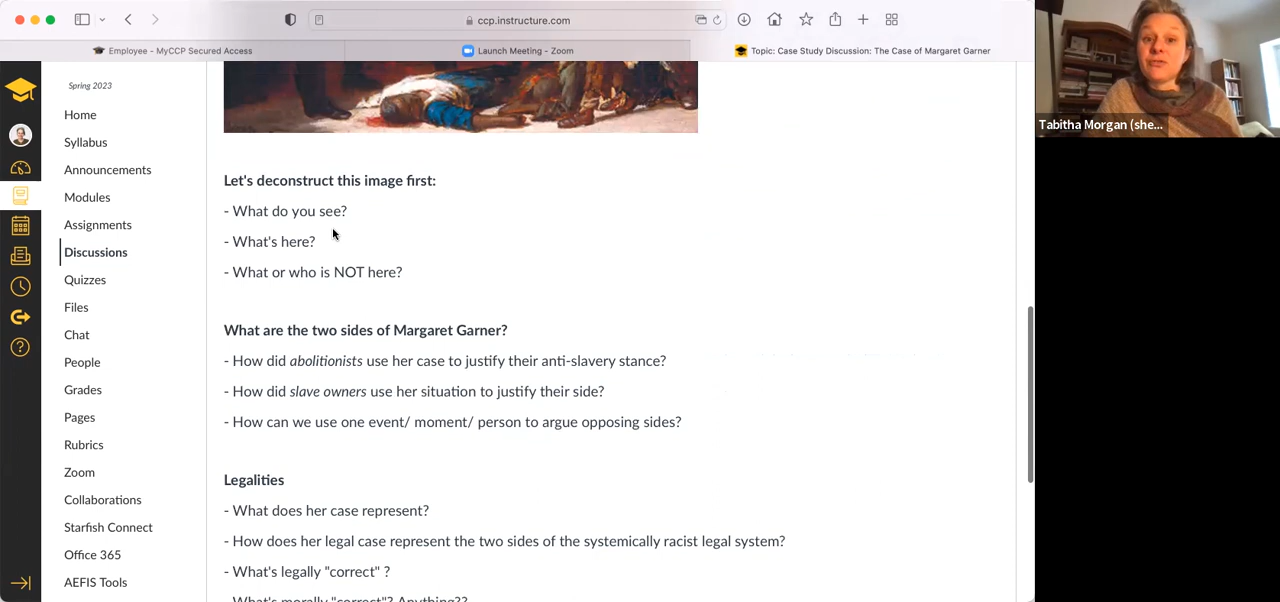 ccp.instructure.com
Employee - MyCCP Secured Access
Launch Meeting - Zoom
Topic: Case Study Discussion: The Case of Margaret Garner
Tabitha Morgan (she...
Spring 2023
Home
Syllabus
Announcements
Modules
Assignments
Discussions
Quizzes
Files
Chat
People
Grades
Pages
Rubrics
Zoom
Collaborations
Starfish Connect
Office 365
AEFIS Tools
Let's deconstruct this image first:
- What do you see?
- What's here?
- What or who is NOT here?
What are the two sides of Margaret Garner?
- How did abolitionists use her case to justify their anti-slavery stance?
- How did slave owners use her situation to justify their side?
- How can we use one event/ moment/ person to argue opposing sides?
Legalities
- What does her case represent?
- How does her legal case represent the two sides of the systemically racist legal system?
- What's legally "correct" ?
- What's morally "correct"? Anything??